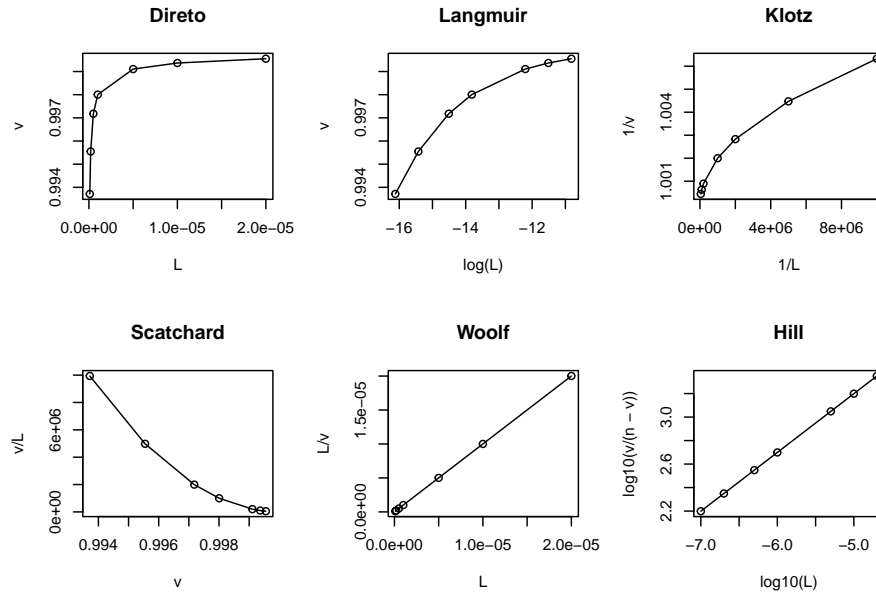 Direto
v
0.994 0.997
0.0e+00 1.0e-05 2.0e-05
L
Langmuir
v
0.994 0.997
−16 −14 −12
log(L)
Klotz
1/v
1.001 1.004
0e+00 4e+06 8e+06
1/L
Scatchard
v/L
0e+00 6e+06
0.994 0.996 0.998
v
Woolf
L/v
0.0e+00 1.5e-05
0.0e+00 1.0e-05 2.0e-05
L
Hill
log10(v/(n − v))
2.2 2.6 3.0
−7.0 −6.0 −5.0
log10(L)